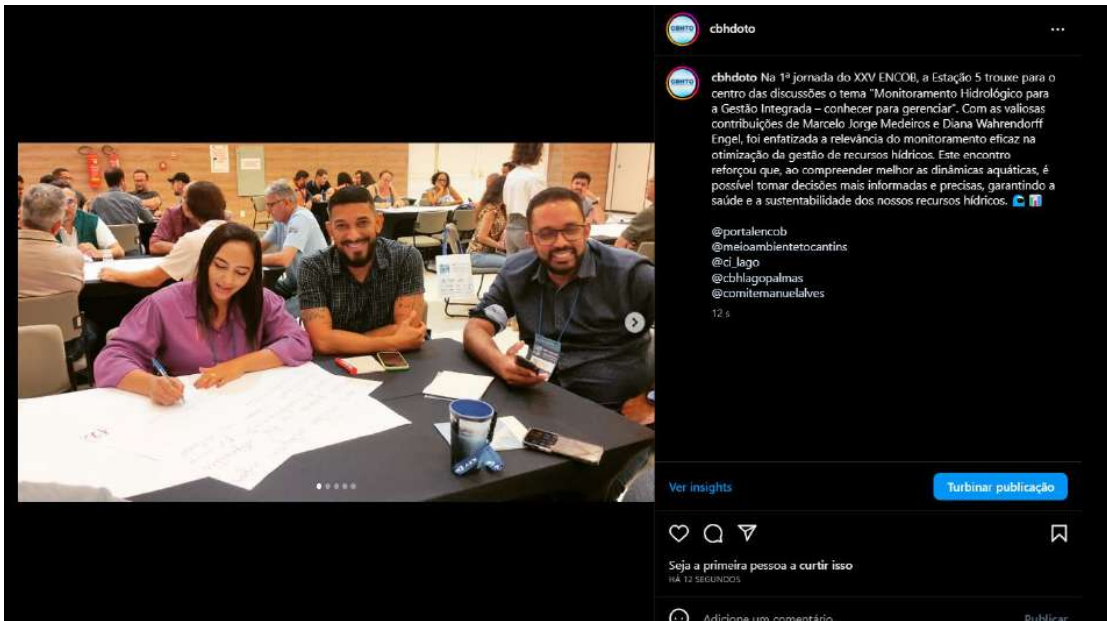 cbhdoto
cbhdoto Na 1ª jornada do XXV ENCOB, a Estação 5 trouxe para o
centro das discussões o tema "Monitoramento Hidrológico para
a Gestão Integrada – conhecer para gerenciar". Com as valiosas
contribuições de Marcelo Jorge Medeiros e Diana Wahrendorff
Engel, foi enfatizada a relevância do monitoramento eficaz na
otimização da gestão de recursos hídricos. Este encontro
reforçou que, ao compreender melhor as dinâmicas aquáticas, é
possível tomar decisões mais informadas e precisas, garantindo a
saúde e a sustentabilidade dos nossos recursos hídricos. 🌊 📊
@portalencob
@meioambientetocantins
@ci_lago
@cbhlagopalmas
@comitemanuelalves
12 s
Ver insights
Turbinar publicação
Seja a primeira pessoa a curtir isso
HÁ 12 SEGUNDOS
Adicione um comentário
Publicar